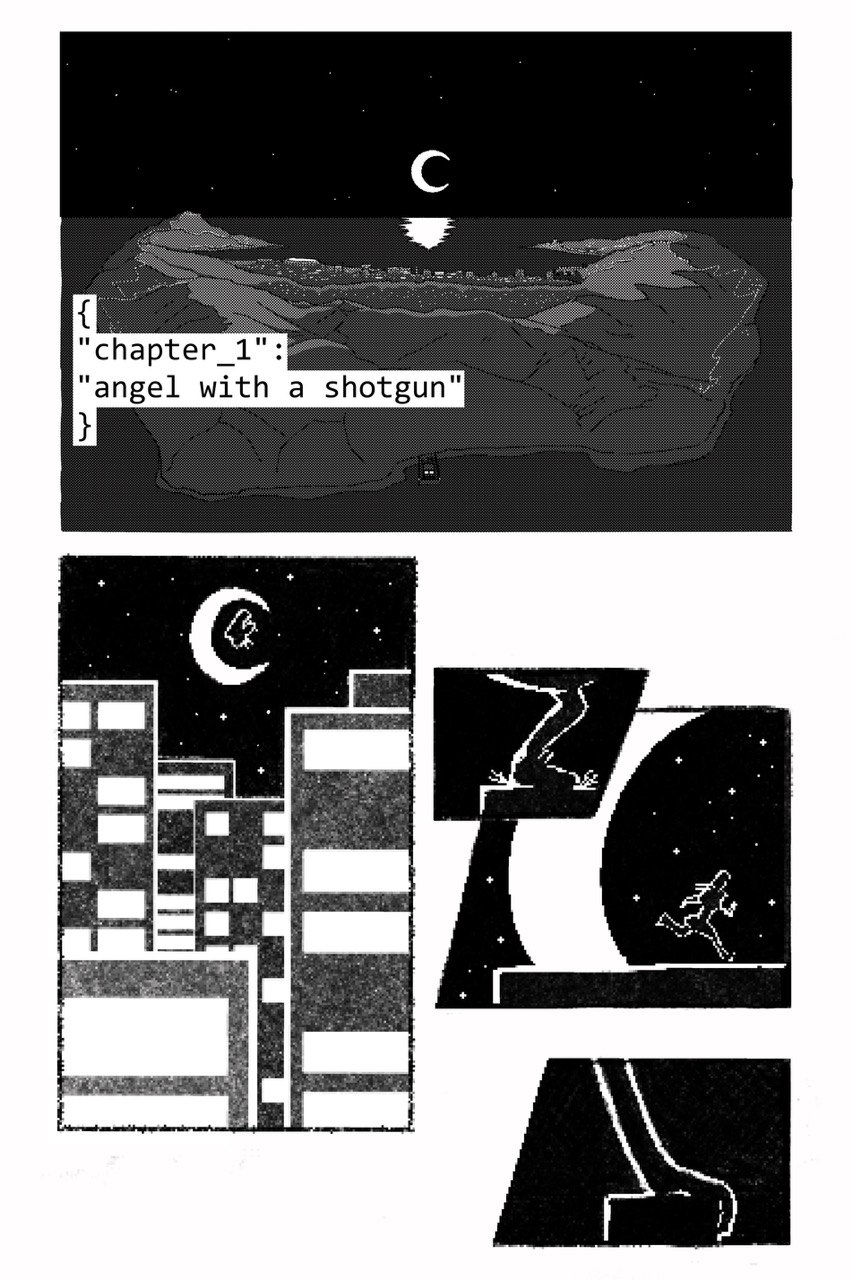 {
"chapter_1":
"angel with a shotgun"
}